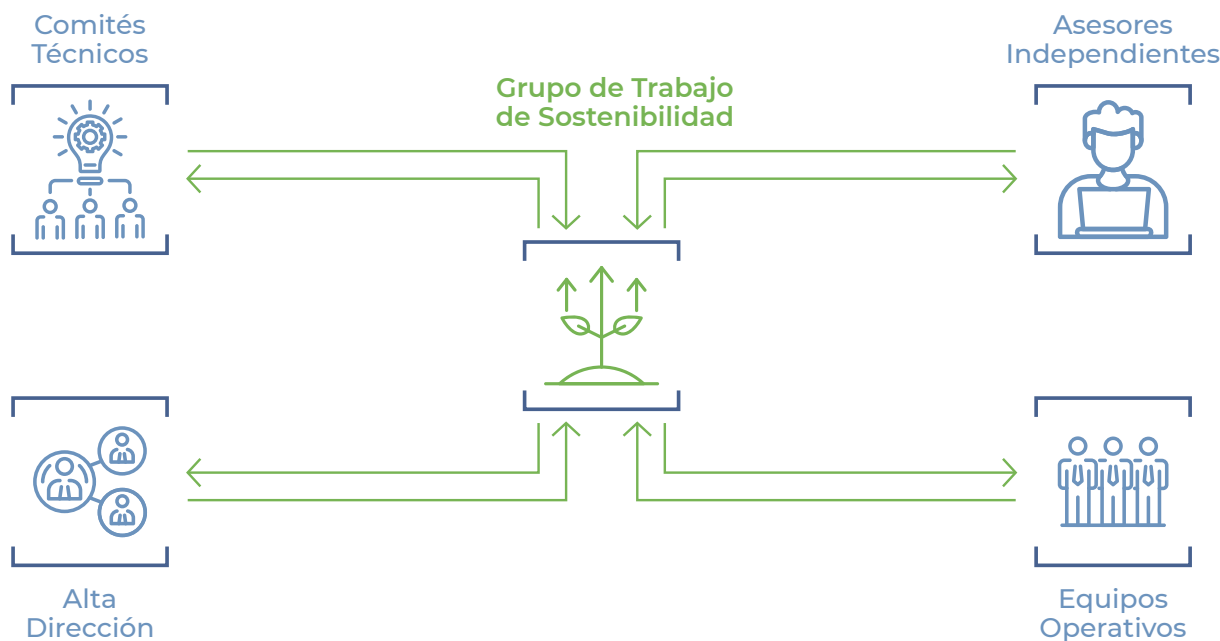 Comités
Técnicos
Asesores
Independientes
Grupo de Trabajo
de Sostenibilidad
Alta
Dirección
Equipos
Operativos